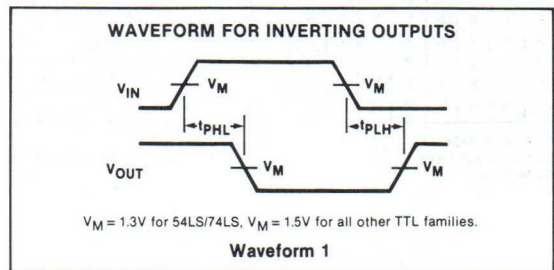 WAVEFORM FOR INVERTING OUTPUTS
VIN
VM
VM
tPHL
tPLH
VOUT
VM
VM
VM = 1.3V for 54LS/74LS, VM = 1.5V for all other TTL families.
Waveform 1